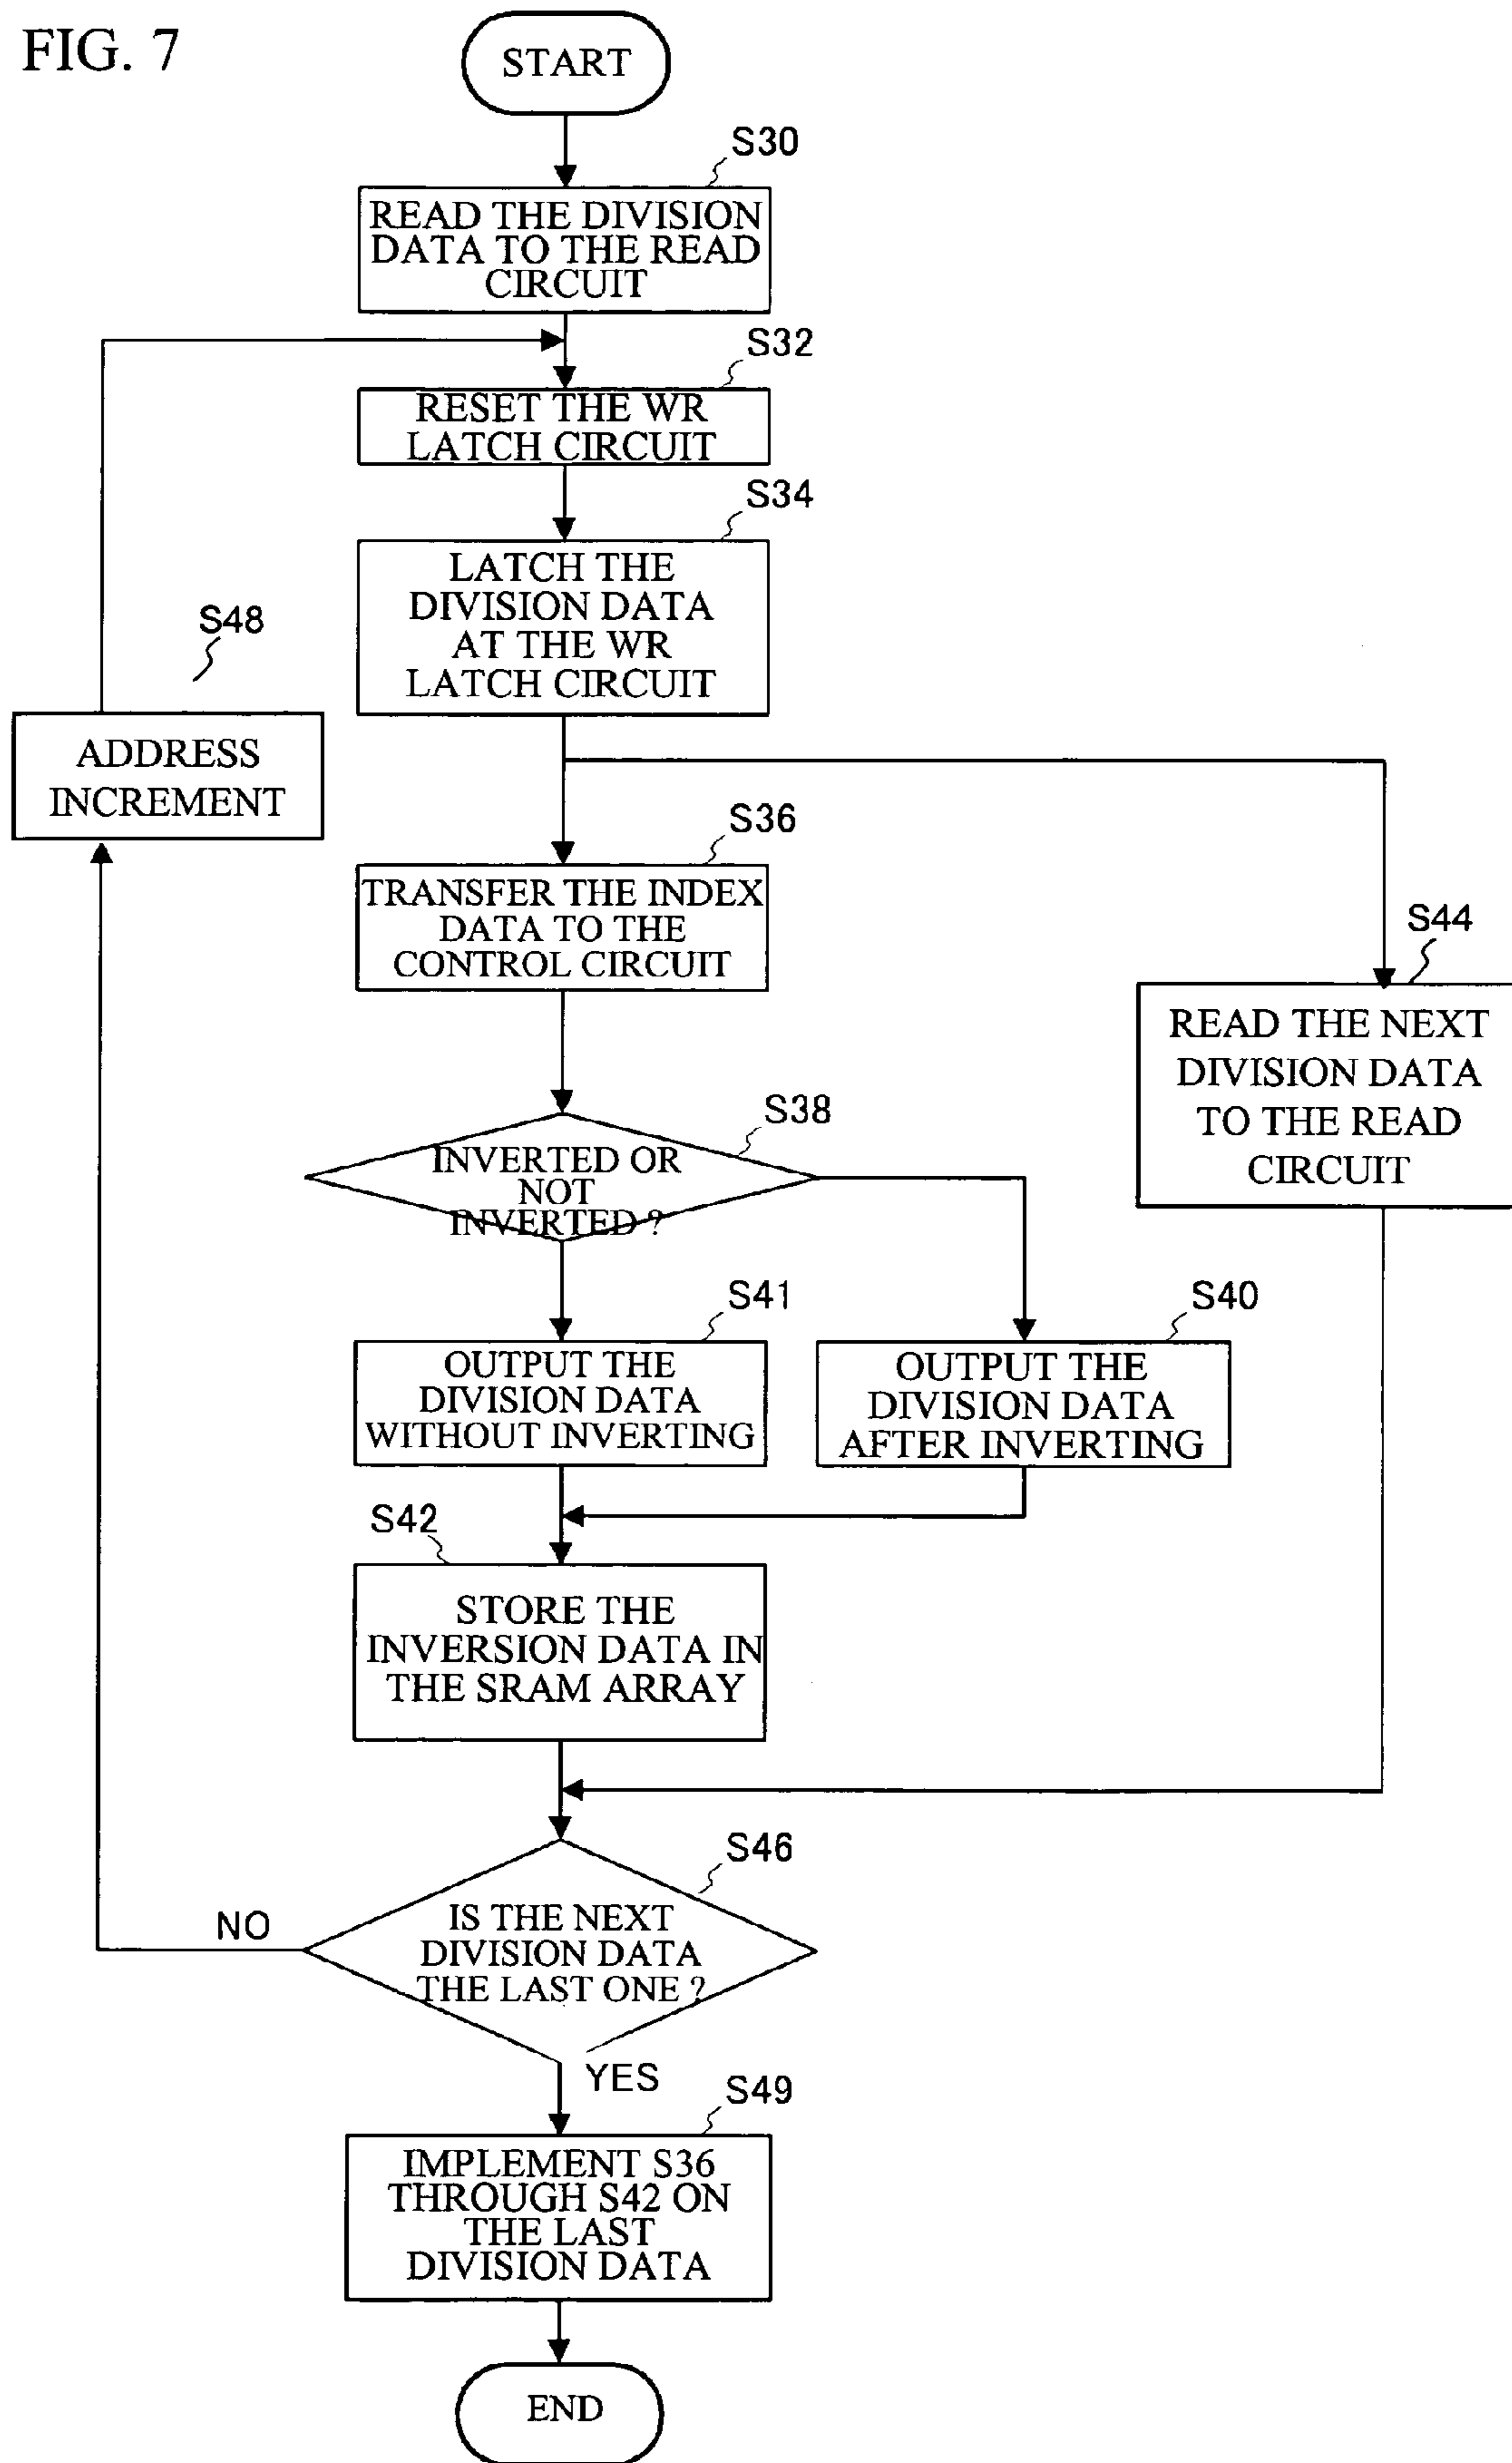 FIG. 7
START
S30
READ THE DIVISION
DATA TO THE READ
CIRCUIT
S32
RESET THE WR
LATCH CIRCUIT
S34
LATCH THE
DIVISION DATA
AT THE WR
LATCH CIRCUIT
S48
ADDRESS
INCREMENT
S36
TRANSFER THE INDEX
DATA TO THE
CONTROL CIRCUIT
S44
READ THE NEXT
DIVISION DATA
TO THE READ
CIRCUIT
S38
INVERTED OR
NOT
INVERTED ?
S41
OUTPUT THE
DIVISION DATA
WITHOUT INVERTING
S40
OUTPUT THE
DIVISION DATA
AFTER INVERTING
S42
STORE THE
INVERSION DATA IN
THE SRAM ARRAY
S46
IS THE NEXT
DIVISION DATA
THE LAST ONE ?
NO
YES
S49
IMPLEMENT S36
THROUGH S42 ON
THE LAST
DIVISION DATA
END